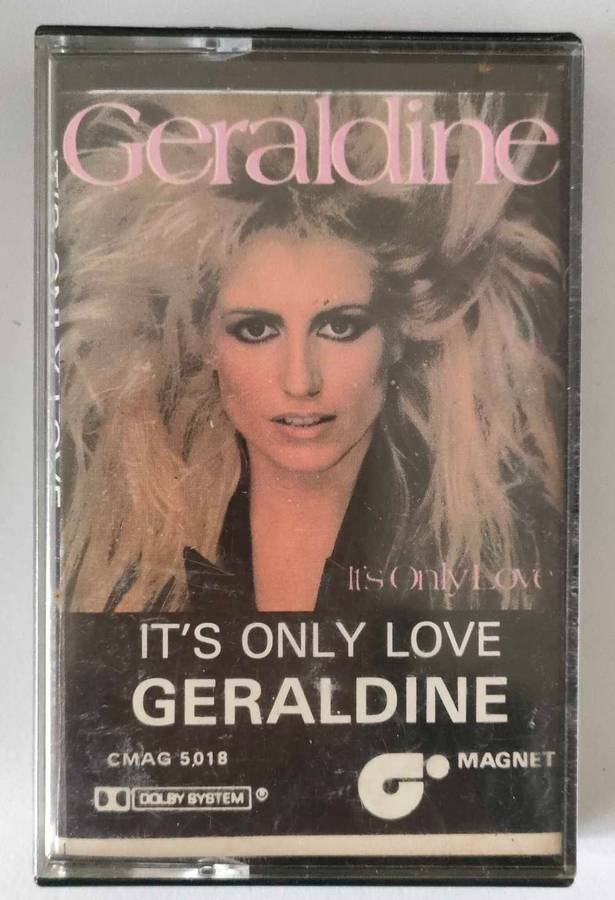 Geraldine
It's Only Love
IT'S ONLY LOVE
GERALDINE
CMAG 5018
MAGNET
DOLBY SYSTEM